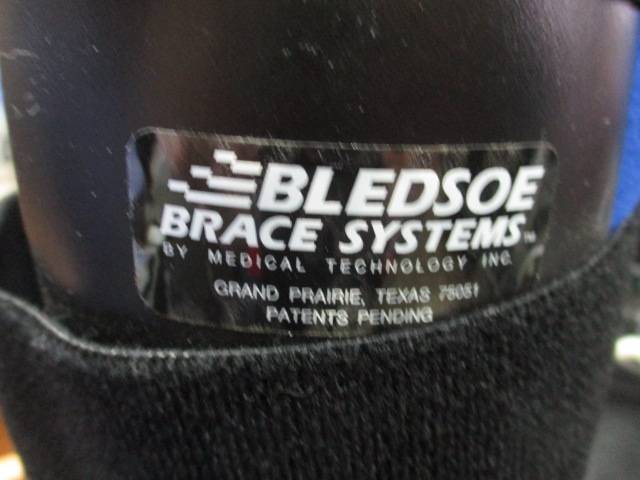 BLEDSOE
BRACE SYSTEMS™
BY MEDICAL TECHNOLOGY INC.
GRAND PRAIRIE, TEXAS 75051
PATENTS PENDING